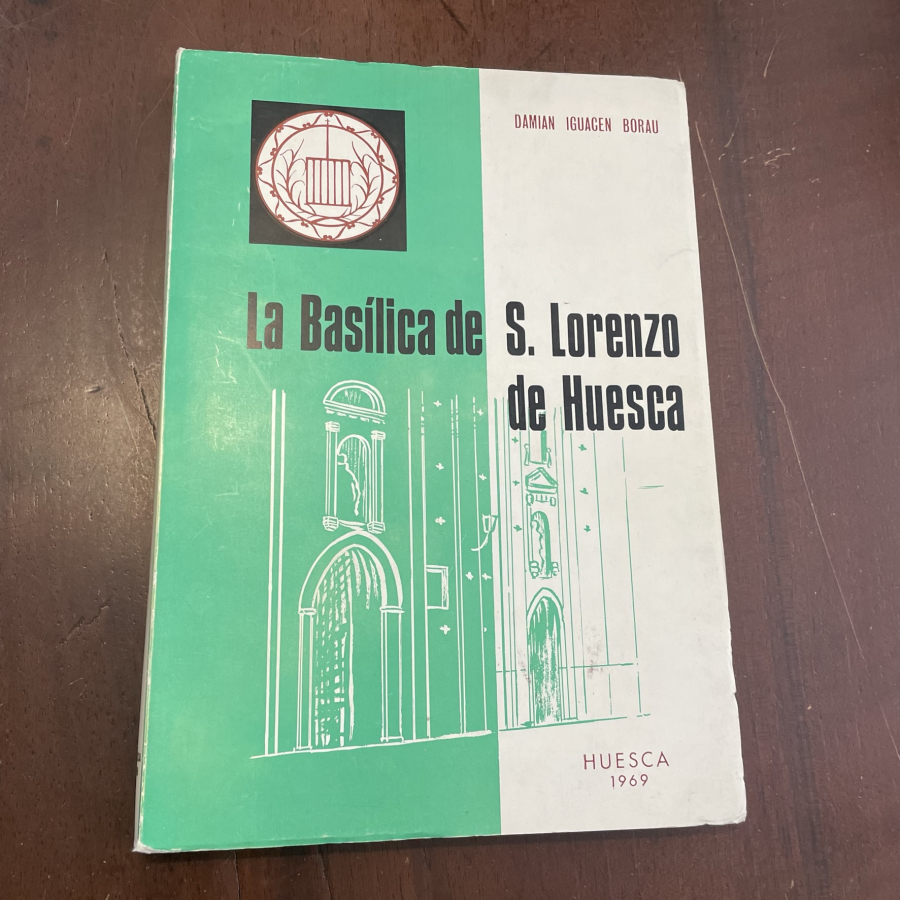 DAMIAN IGUACEN BORAU
La Basílica de S. Lorenzo
de Huesca
HUESCA
1969